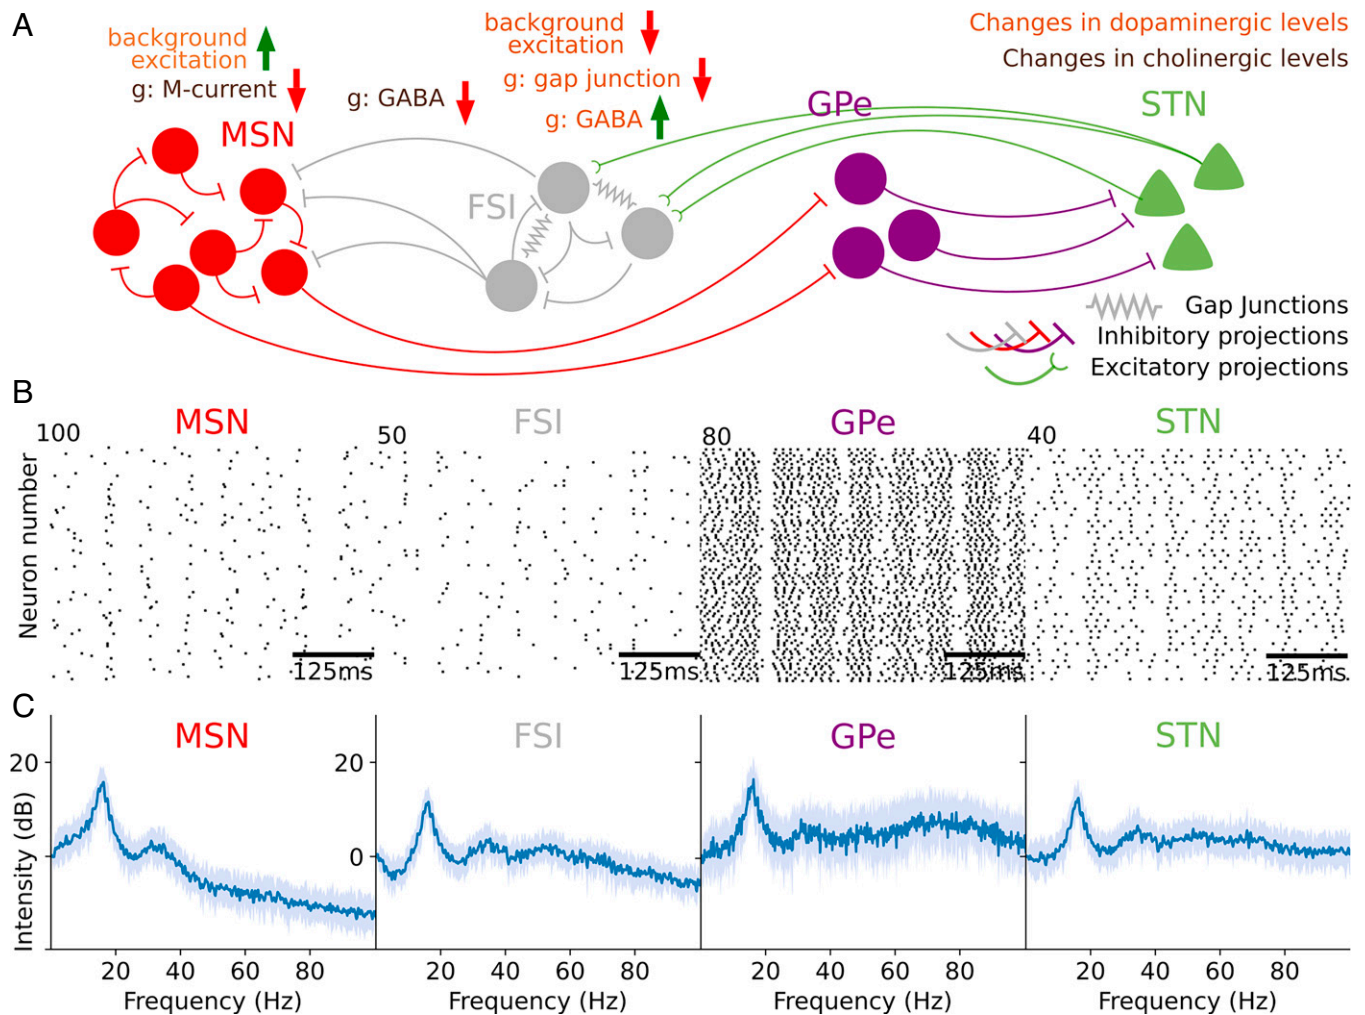 A
background
excitation
g: M-current
MSN
g: GABA
background
excitation
g: gap junction
g: GABA
FSI
GPe
STN
Changes in dopaminergic levels
Changes in cholinergic levels
Gap Junctions
Inhibitory projections
Excitatory projections
B
MSN
FSI
GPe
STN
100
50
80
40
Neuron number
125ms
125ms
125ms
125ms
C
MSN
FSI
GPe
STN
20
0
20
0
Intensity (dB)
20 40 60 80
20 40 60 80
20 40 60 80
20 40 60 80
Frequency (Hz)
Frequency (Hz)
Frequency (Hz)
Frequency (Hz)